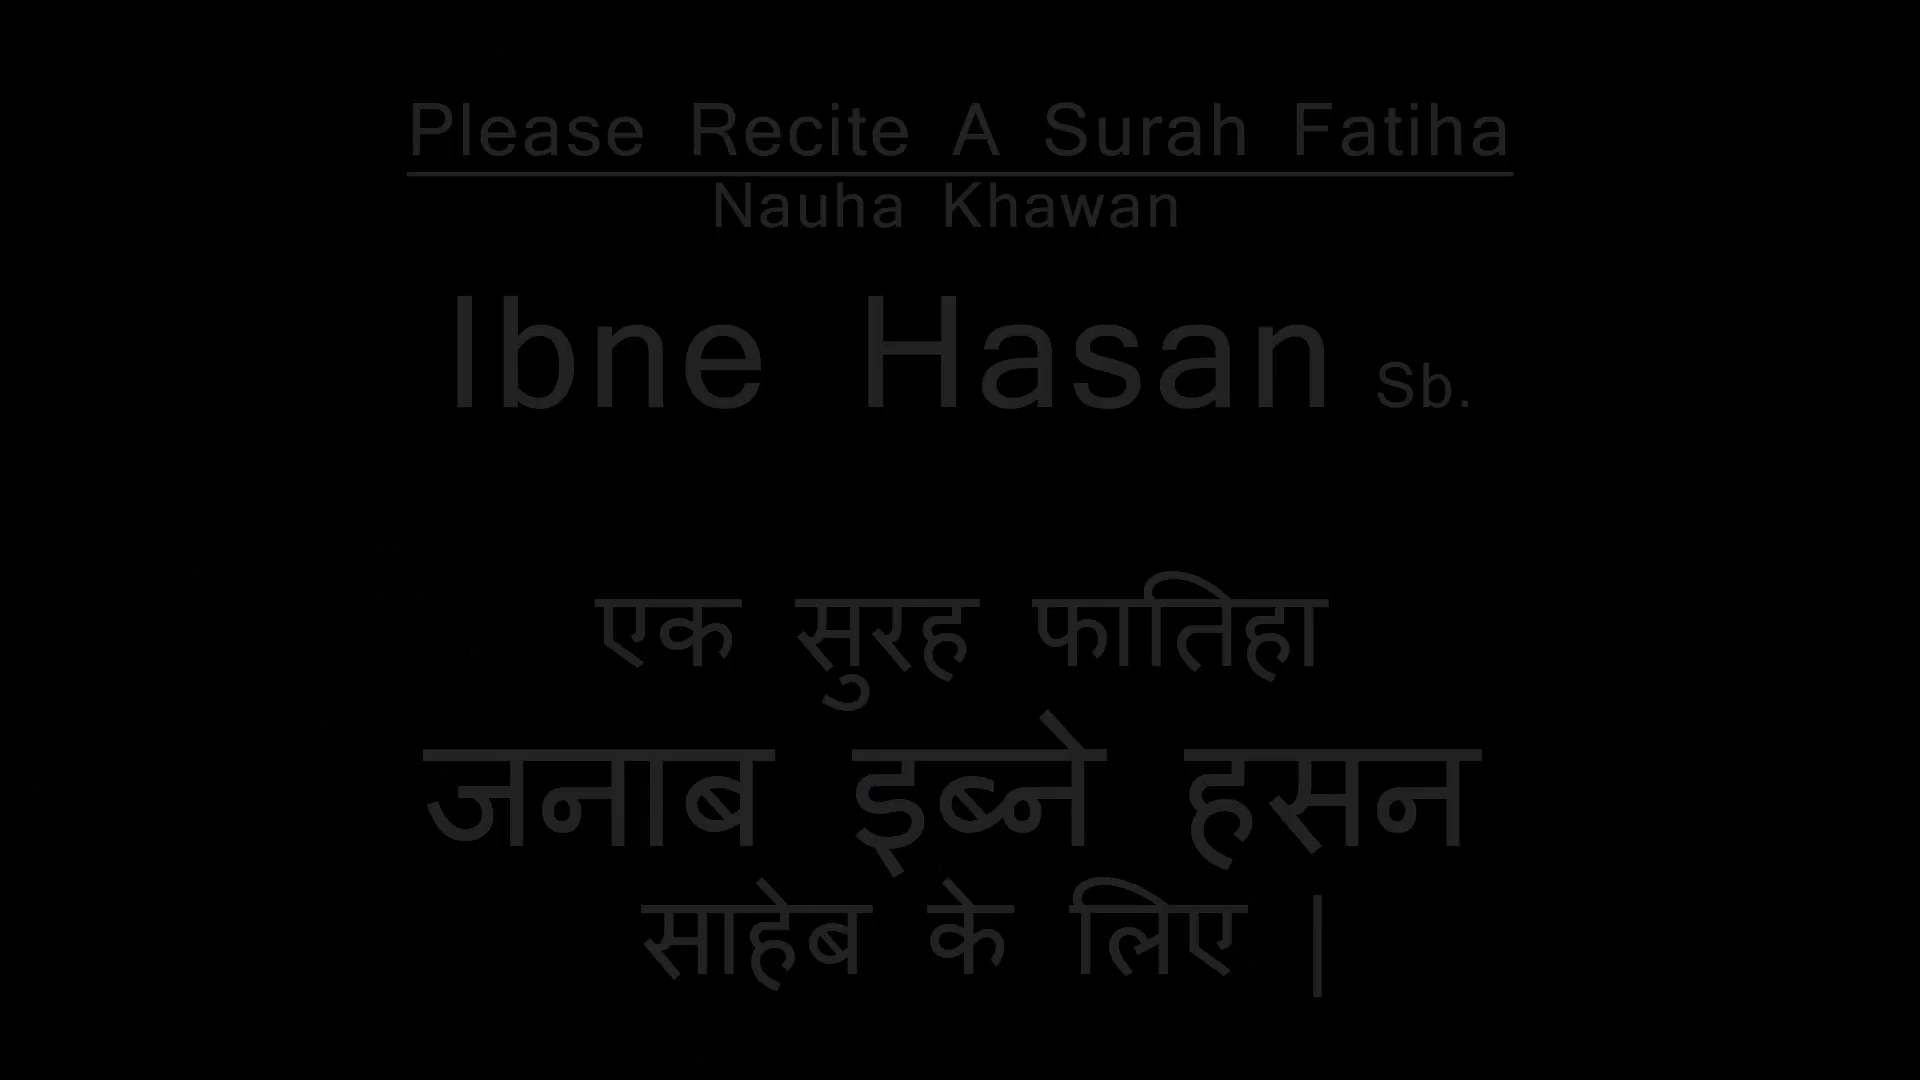 Please Recite A Surah Fatiha
Nauha Khawan
Ibne Hasan Sb.
एक सुरह फातिहा
जनाब इब्ने हसन
साहेब के लिए |